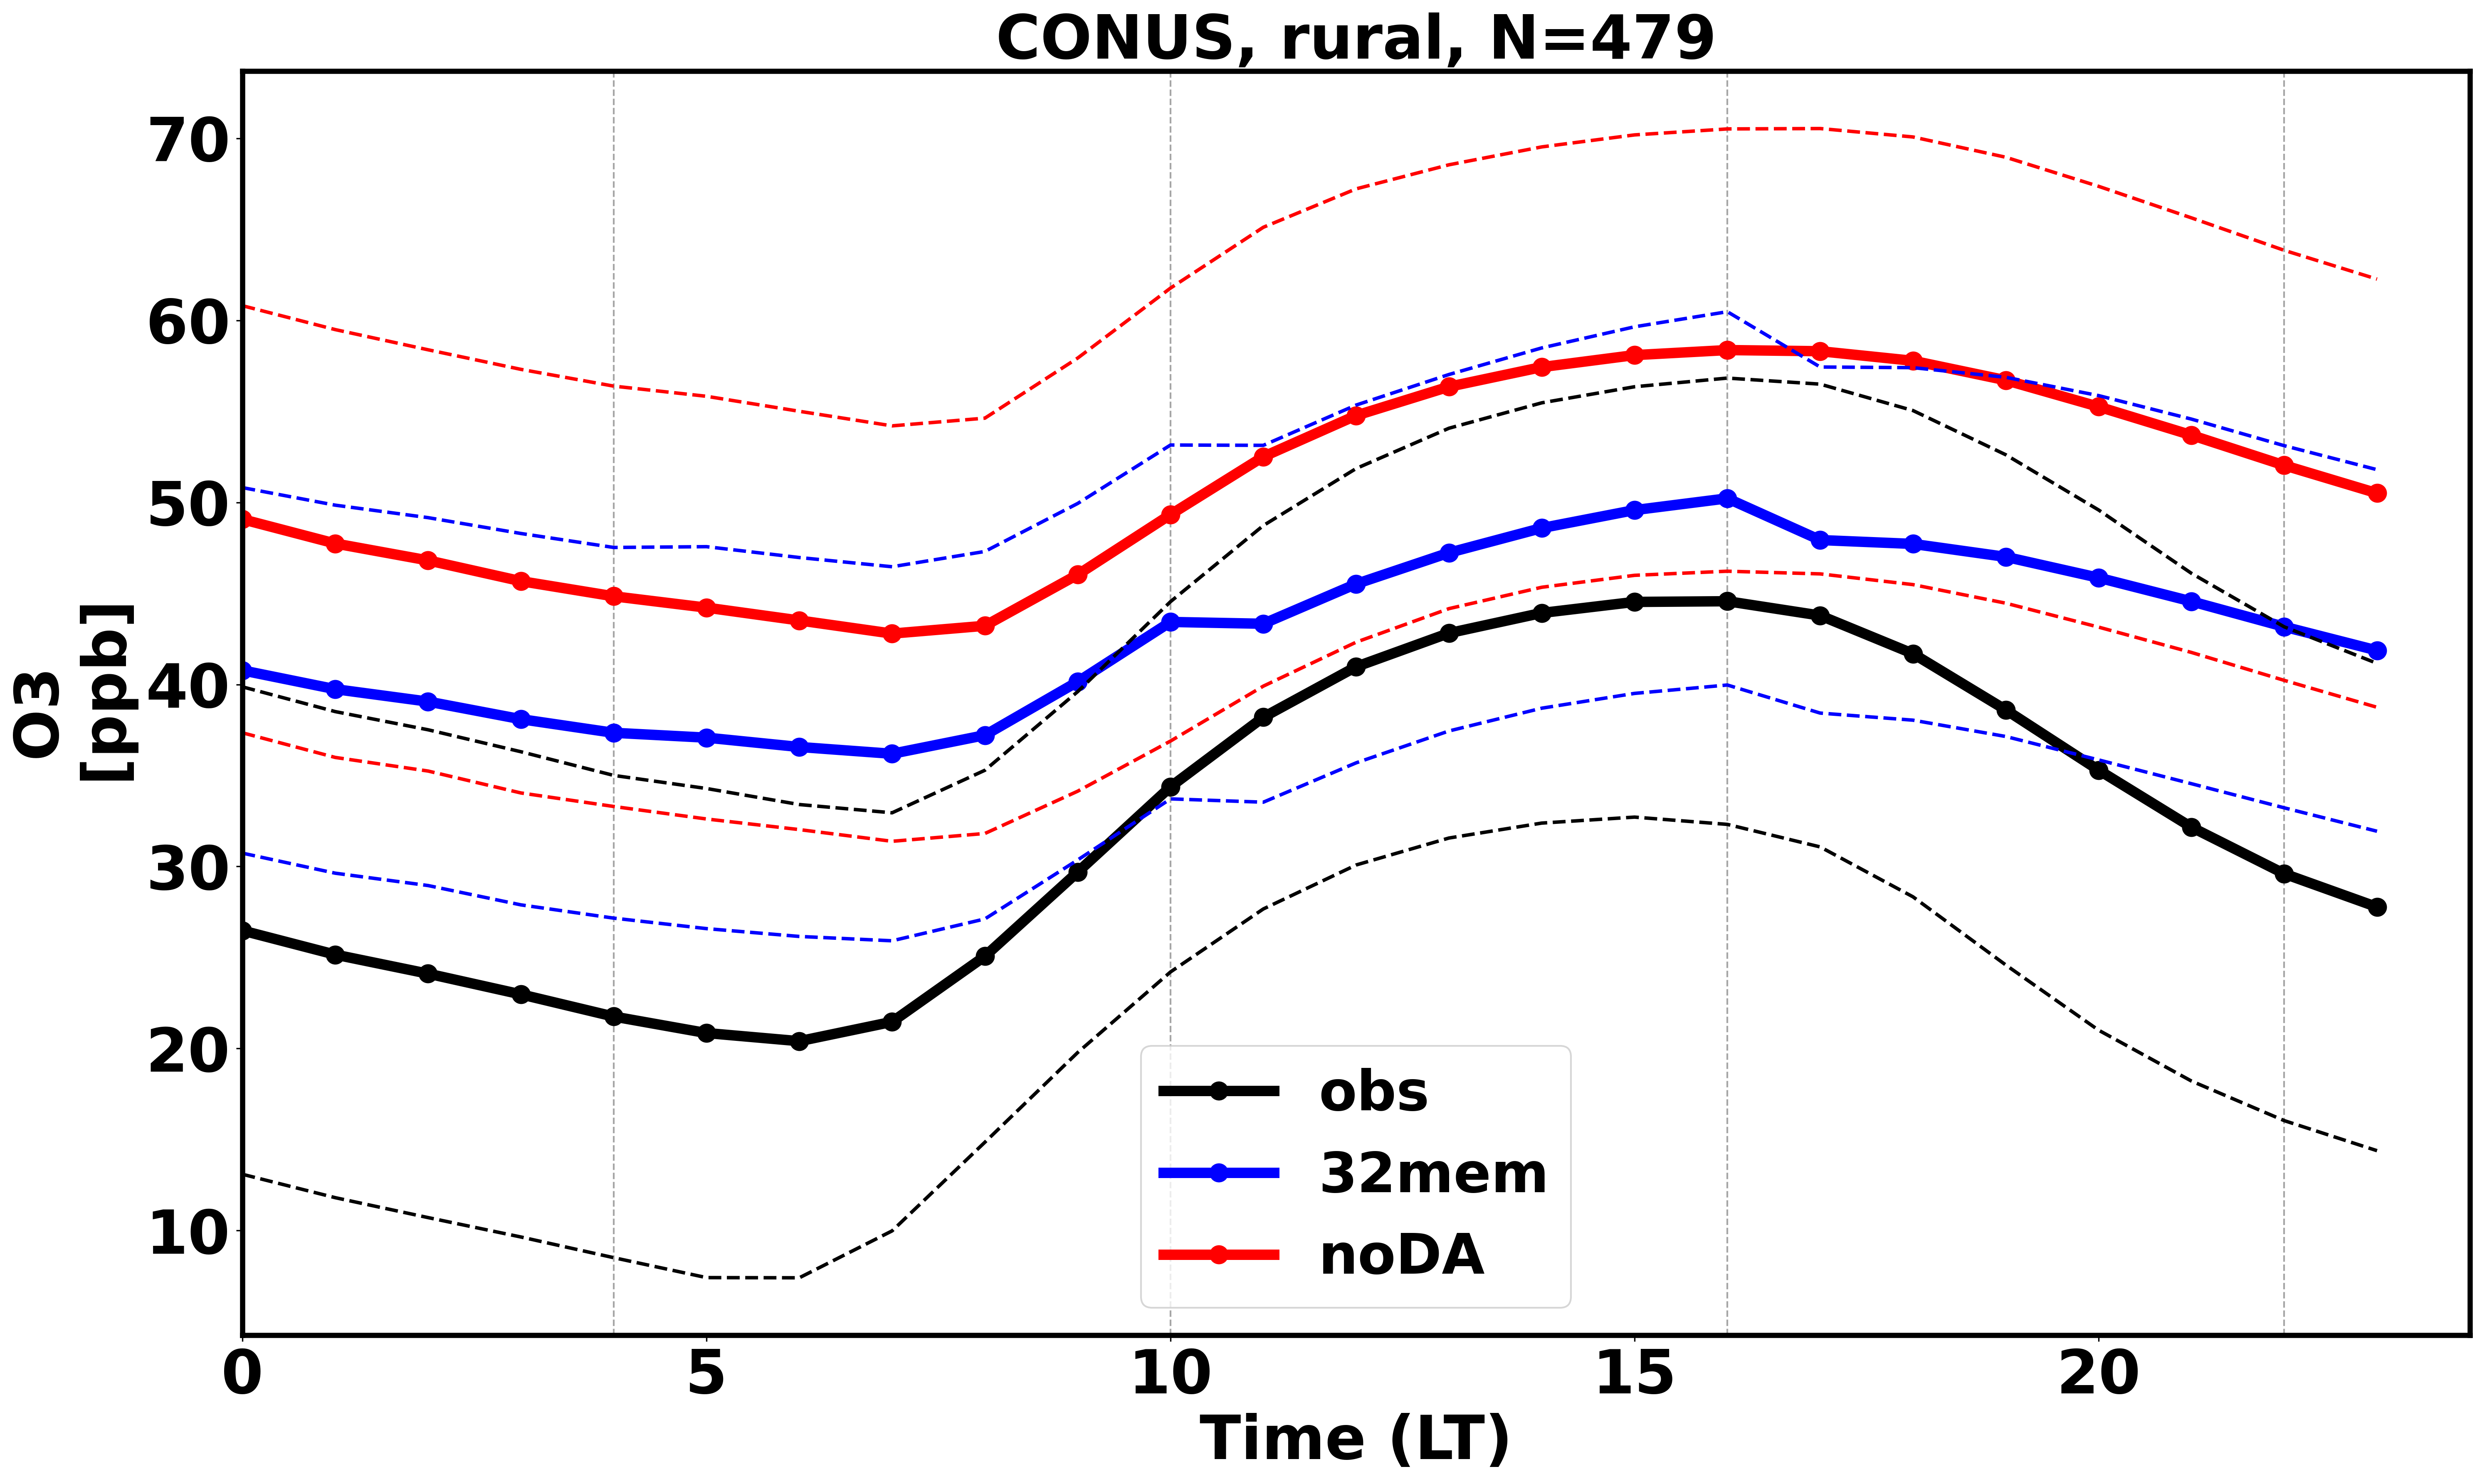 CONUS, rural, N=479
70
60
50
40
30
20
10
O3
[ppb]
obs
32mem
noDA
0 5 10 15 20
Time (LT)